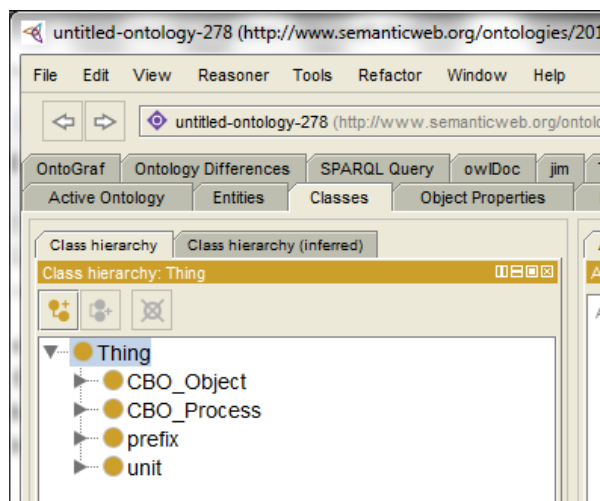 untitled-ontology-278 (http://www.semanticweb.org/ontologies/201
File Edit View Reasoner Tools Refactor Window Help
untitled-ontology-278 (http://www.semanticweb.org/ontolo
OntoGraf Ontology Differences SPARQL Query owlDoc jim
Active Ontology Entities Classes Object Properties
Class hierarchy Class hierarchy (inferred)
Class hierarchy: Thing
Thing
CBO_Object
CBO_Process
prefix
unit